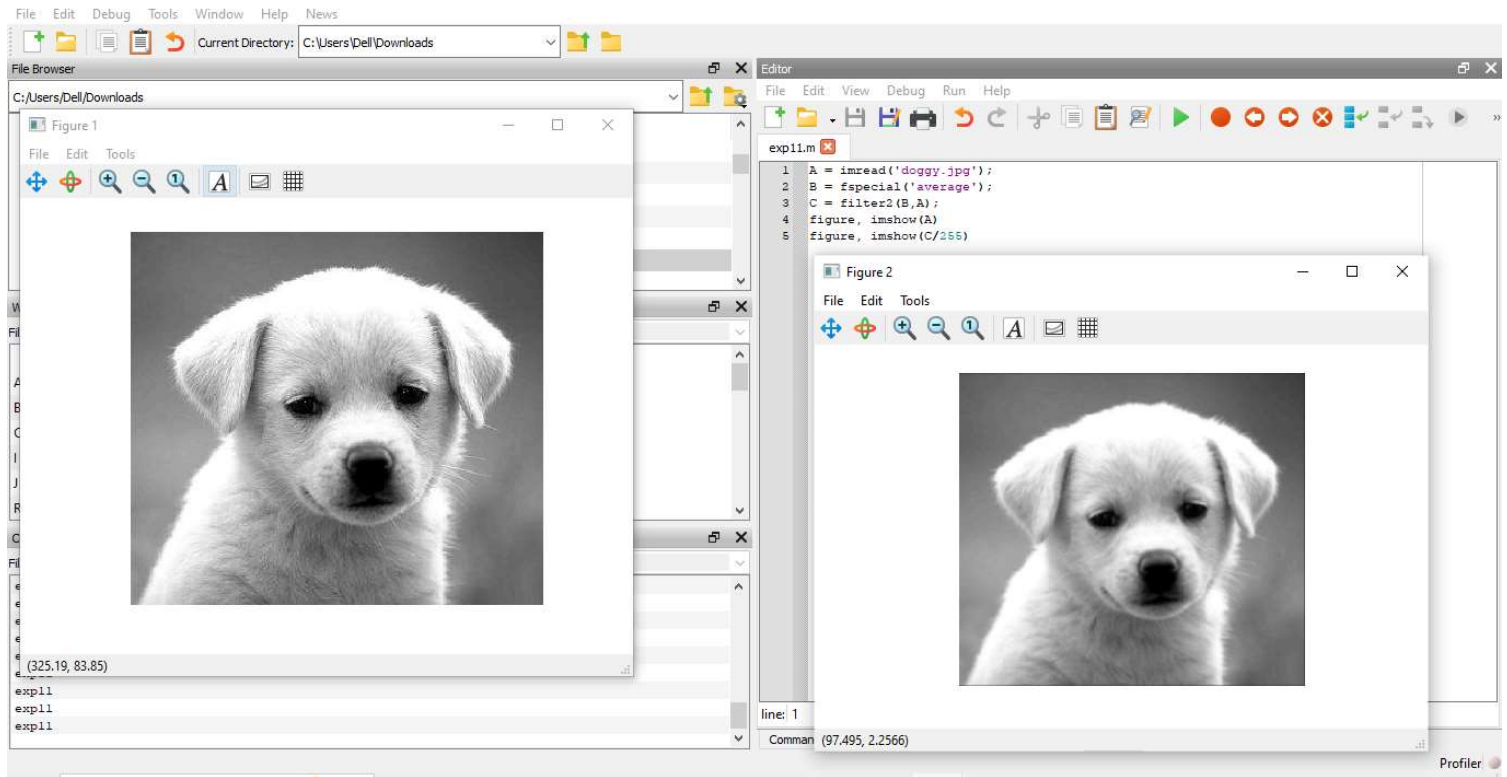 File Edit Debug Tools Window Help News
Current Directory: C:\Users\Dell\Downloads
File Browser
C:/Users/Dell/Downloads
Figure 1
File Edit Tools
A
(325.19, 83.85)
W
Fil
A
B
C
I
J
R
C
Fil
exp11
exp11
exp11
Editor
File Edit View Debug Run Help
exp11.m
1 A = imread('doggy.jpg');
2 B = fspecial('average');
3 C = filter2(B,A);
4 figure, imshow(A)
5 figure, imshow(C/255)
Figure 2
File Edit Tools
A
(97.495, 2.2566)
line: 1
Comman
Profiler